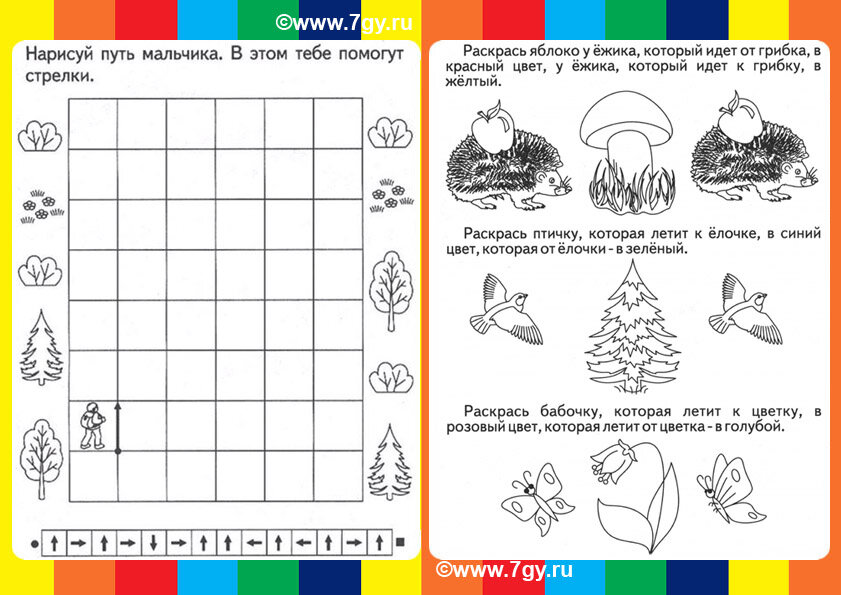 ©www.7gy.ru
Нарисуй путь мальчика. В этом тебе помогут
стрелки.
Раскрась яблоко у ёжика, который идет от грибка, в
красный цвет, у ёжика, который идет к грибку, в
жёлтый.
Раскрась птичку, которая летит к ёлочке, в синий
цвет, которая от ёлочки - в зелёный.
Раскрась бабочку, которая летит к цветку, в
розовый цвет, которая летит от цветка - в голубой.
©www.7gy.ru